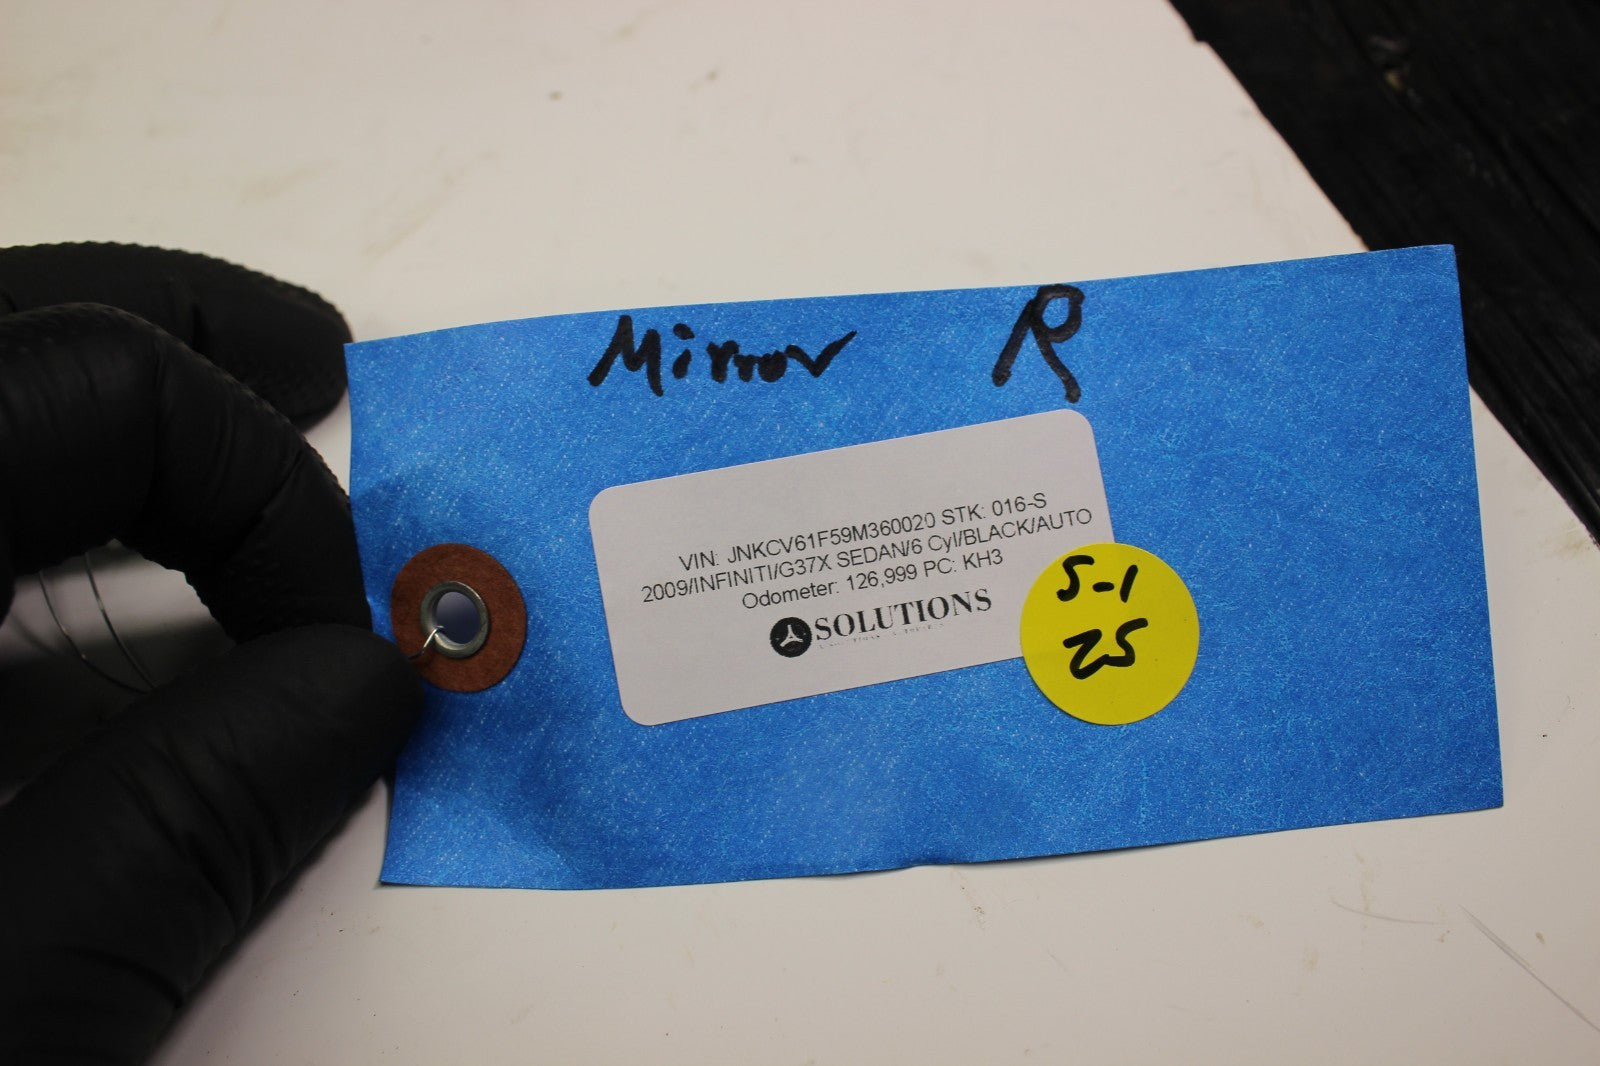 Mirror R
VIN: JNKCV61F59M360020 STK: 016-S
2009/INFINITI/G37X SEDAN/6 Cyl/BLACK/AUTO
Odometer: 126,999 PC: KH3
SOLUTIONS
S-1
25